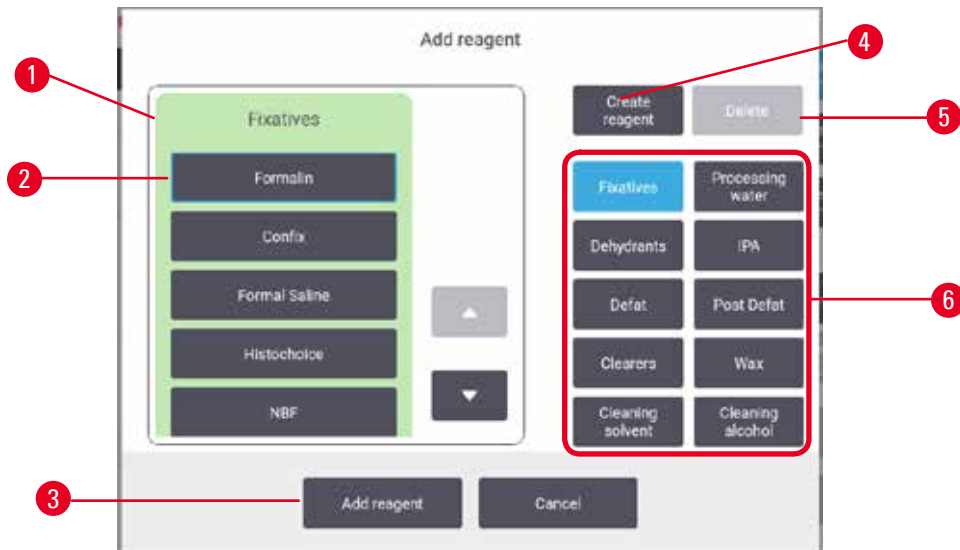 Add reagent
1
Fixatives
2
Formalin
Confix
Formal Saline
Histochoice
NBF
4
Create
reagent
Delete
5
Fixatives
Processing
water
Dehydrants
IPA
Defat
Post Defat
6
Clearers
Wax
Cleaning
solvent
Cleaning
alcohol
3
Add reagent
Cancel